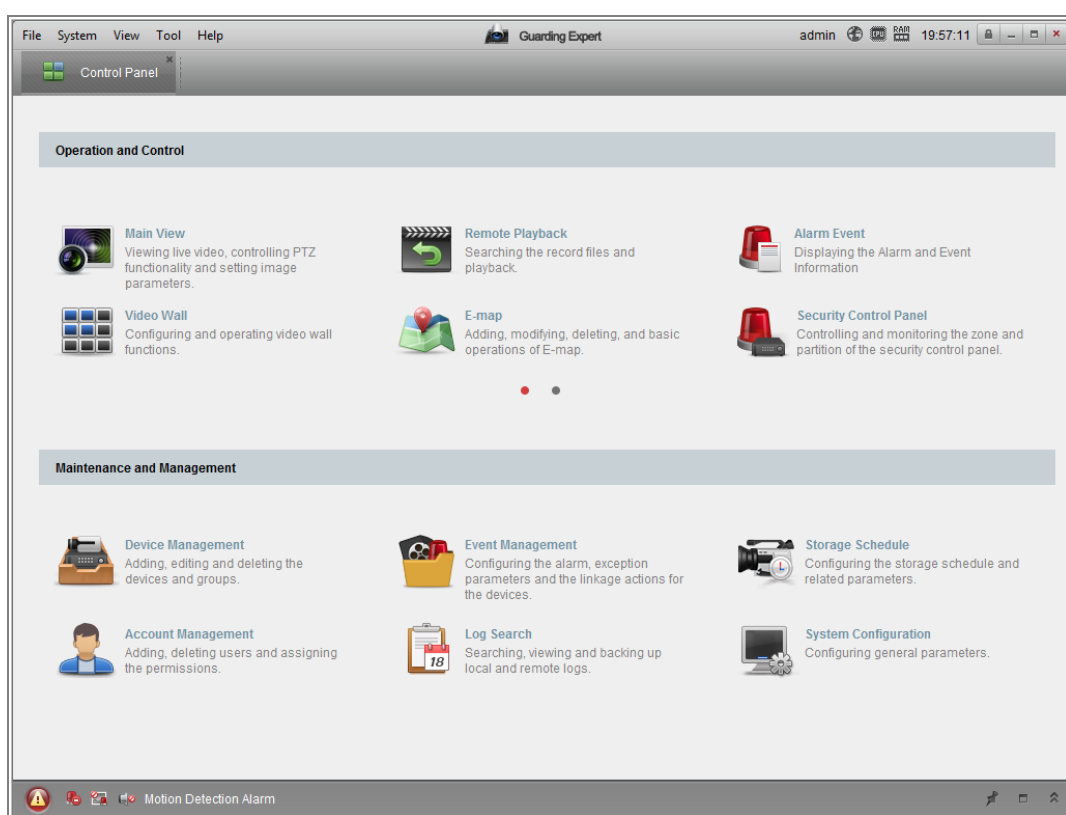 File System View Tool Help
Guarding Expert
admin CPU RAM 19:57:11
Control Panel
Operation and Control
Main View
Viewing live video, controlling PTZ
functionality and setting image
parameters.
Remote Playback
Searching the record files and
playback.
Alarm Event
Displaying the Alarm and Event
Information
Video Wall
Configuring and operating video wall
functions.
E-map
Adding, modifying, deleting, and basic
operations of E-map.
Security Control Panel
Controlling and monitoring the zone and
partition of the security control panel.
Maintenance and Management
Device Management
Adding, editing and deleting the
devices and groups.
Event Management
Configuring the alarm, exception
parameters and the linkage actions for
the devices.
Storage Schedule
Configuring the storage schedule and
related parameters.
Account Management
Adding, deleting users and assigning
the permissions.
18
Log Search
Searching, viewing and backing up
local and remote logs.
System Configuration
Configuring general parameters.
Motion Detection Alarm